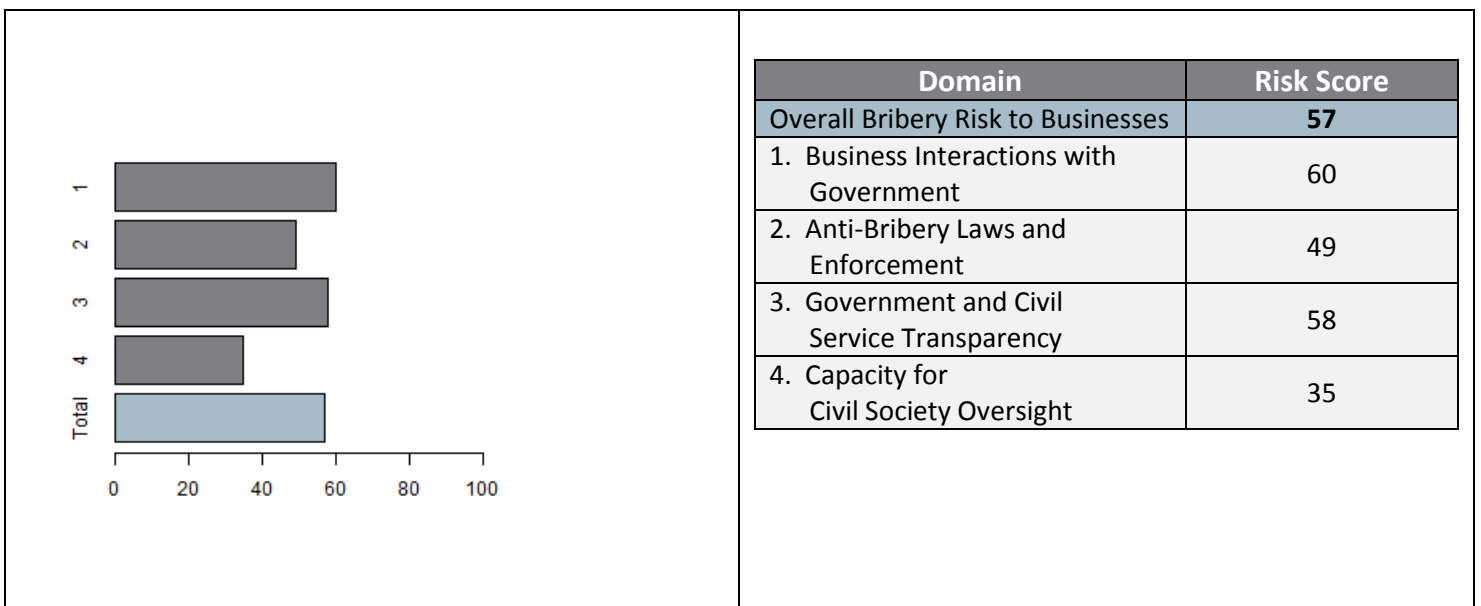 1
2
3
4
Total
0 20 40 60 80 100
Domain Risk Score
Overall Bribery Risk to Businesses 57
1. Business Interactions with
Government 60
2. Anti-Bribery Laws and
Enforcement 49
3. Government and Civil
Service Transparency 58
4. Capacity for
Civil Society Oversight 35